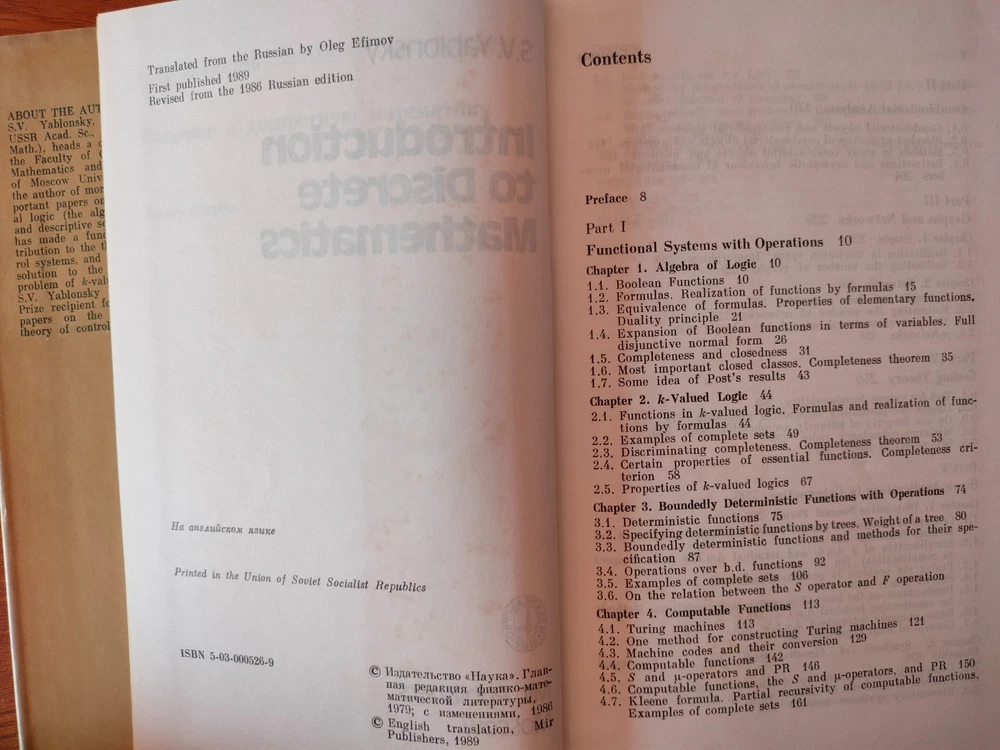 ABOUT THE AUT
S.V. Yablonsky,
USSR Acad. Sc.,
Math.), heads a
the Faculty of
Mathematics and
of Moscow Univ
the author of mor
portant papers on
al logic (the alg
and descriptive
has made a fund
tribution to the
rol systems, and
solution to the
problem of k-val
S.V. Yablonsky
Prize recipient
papers on the
theory of control
Translated from the Russian by Oleg Efimov
First published 1989
Revised from the 1986 Russian edition
S.V. Yablonsky
Introduction
to Discrete
Mathematics
На английском языке
Printed in the Union of Soviet Socialist Republics
ISBN 5-03-000526-9
© Издательство «Наука». Глав-
ная редакция физико-мате-
матической литературы,
1979; с изменениями, 1986
© English translation, Mir
Publishers, 1989
Contents
Preface 8
Part I
Functional Systems with Operations 10
Chapter 1. Algebra of Logic 10
1.1. Boolean Functions 10
1.2. Formulas. Realization of functions by formulas 15
1.3. Equivalence of formulas. Properties of elementary functions.
Duality principle 21
1.4. Expansion of Boolean functions in terms of variables. Full
disjunctive normal form 26
1.5. Completeness and closedness 31
1.6. Most important closed classes. Completeness theorem 35
1.7. Some idea of Post's results 43
Chapter 2. k-Valued Logic 44
2.1. Functions in k-valued logic. Formulas and realization of func-
tions by formulas 44
2.2. Examples of complete sets 49
2.3. Discriminating completeness. Completeness theorem 53
2.4. Certain properties of essential functions. Completeness cri-
terion 58
2.5. Properties of k-valued logics 67
Chapter 3. Boundedly Deterministic Functions with Operations 74
3.1. Deterministic functions 75
3.2. Specifying deterministic functions by trees. Weight of a tree 80
3.3. Boundedly deterministic functions and methods for their spe-
cification 87
3.4. Operations over b.d. functions 92
3.5. Examples of complete sets 106
3.6. On the relation between the S operator and F operation
Chapter 4. Computable Functions 113
4.1. Turing machines 113
4.2. One method for constructing Turing machines 121
4.3. Machine codes and their conversion 129
4.4. Computable functions 142
4.5. S and μ-operators and PR 146
4.6. Computable functions, the S and μ-operators, and PR 150
4.7. Kleene formula. Partial recursivity of computable functions.
Examples of complete sets 161